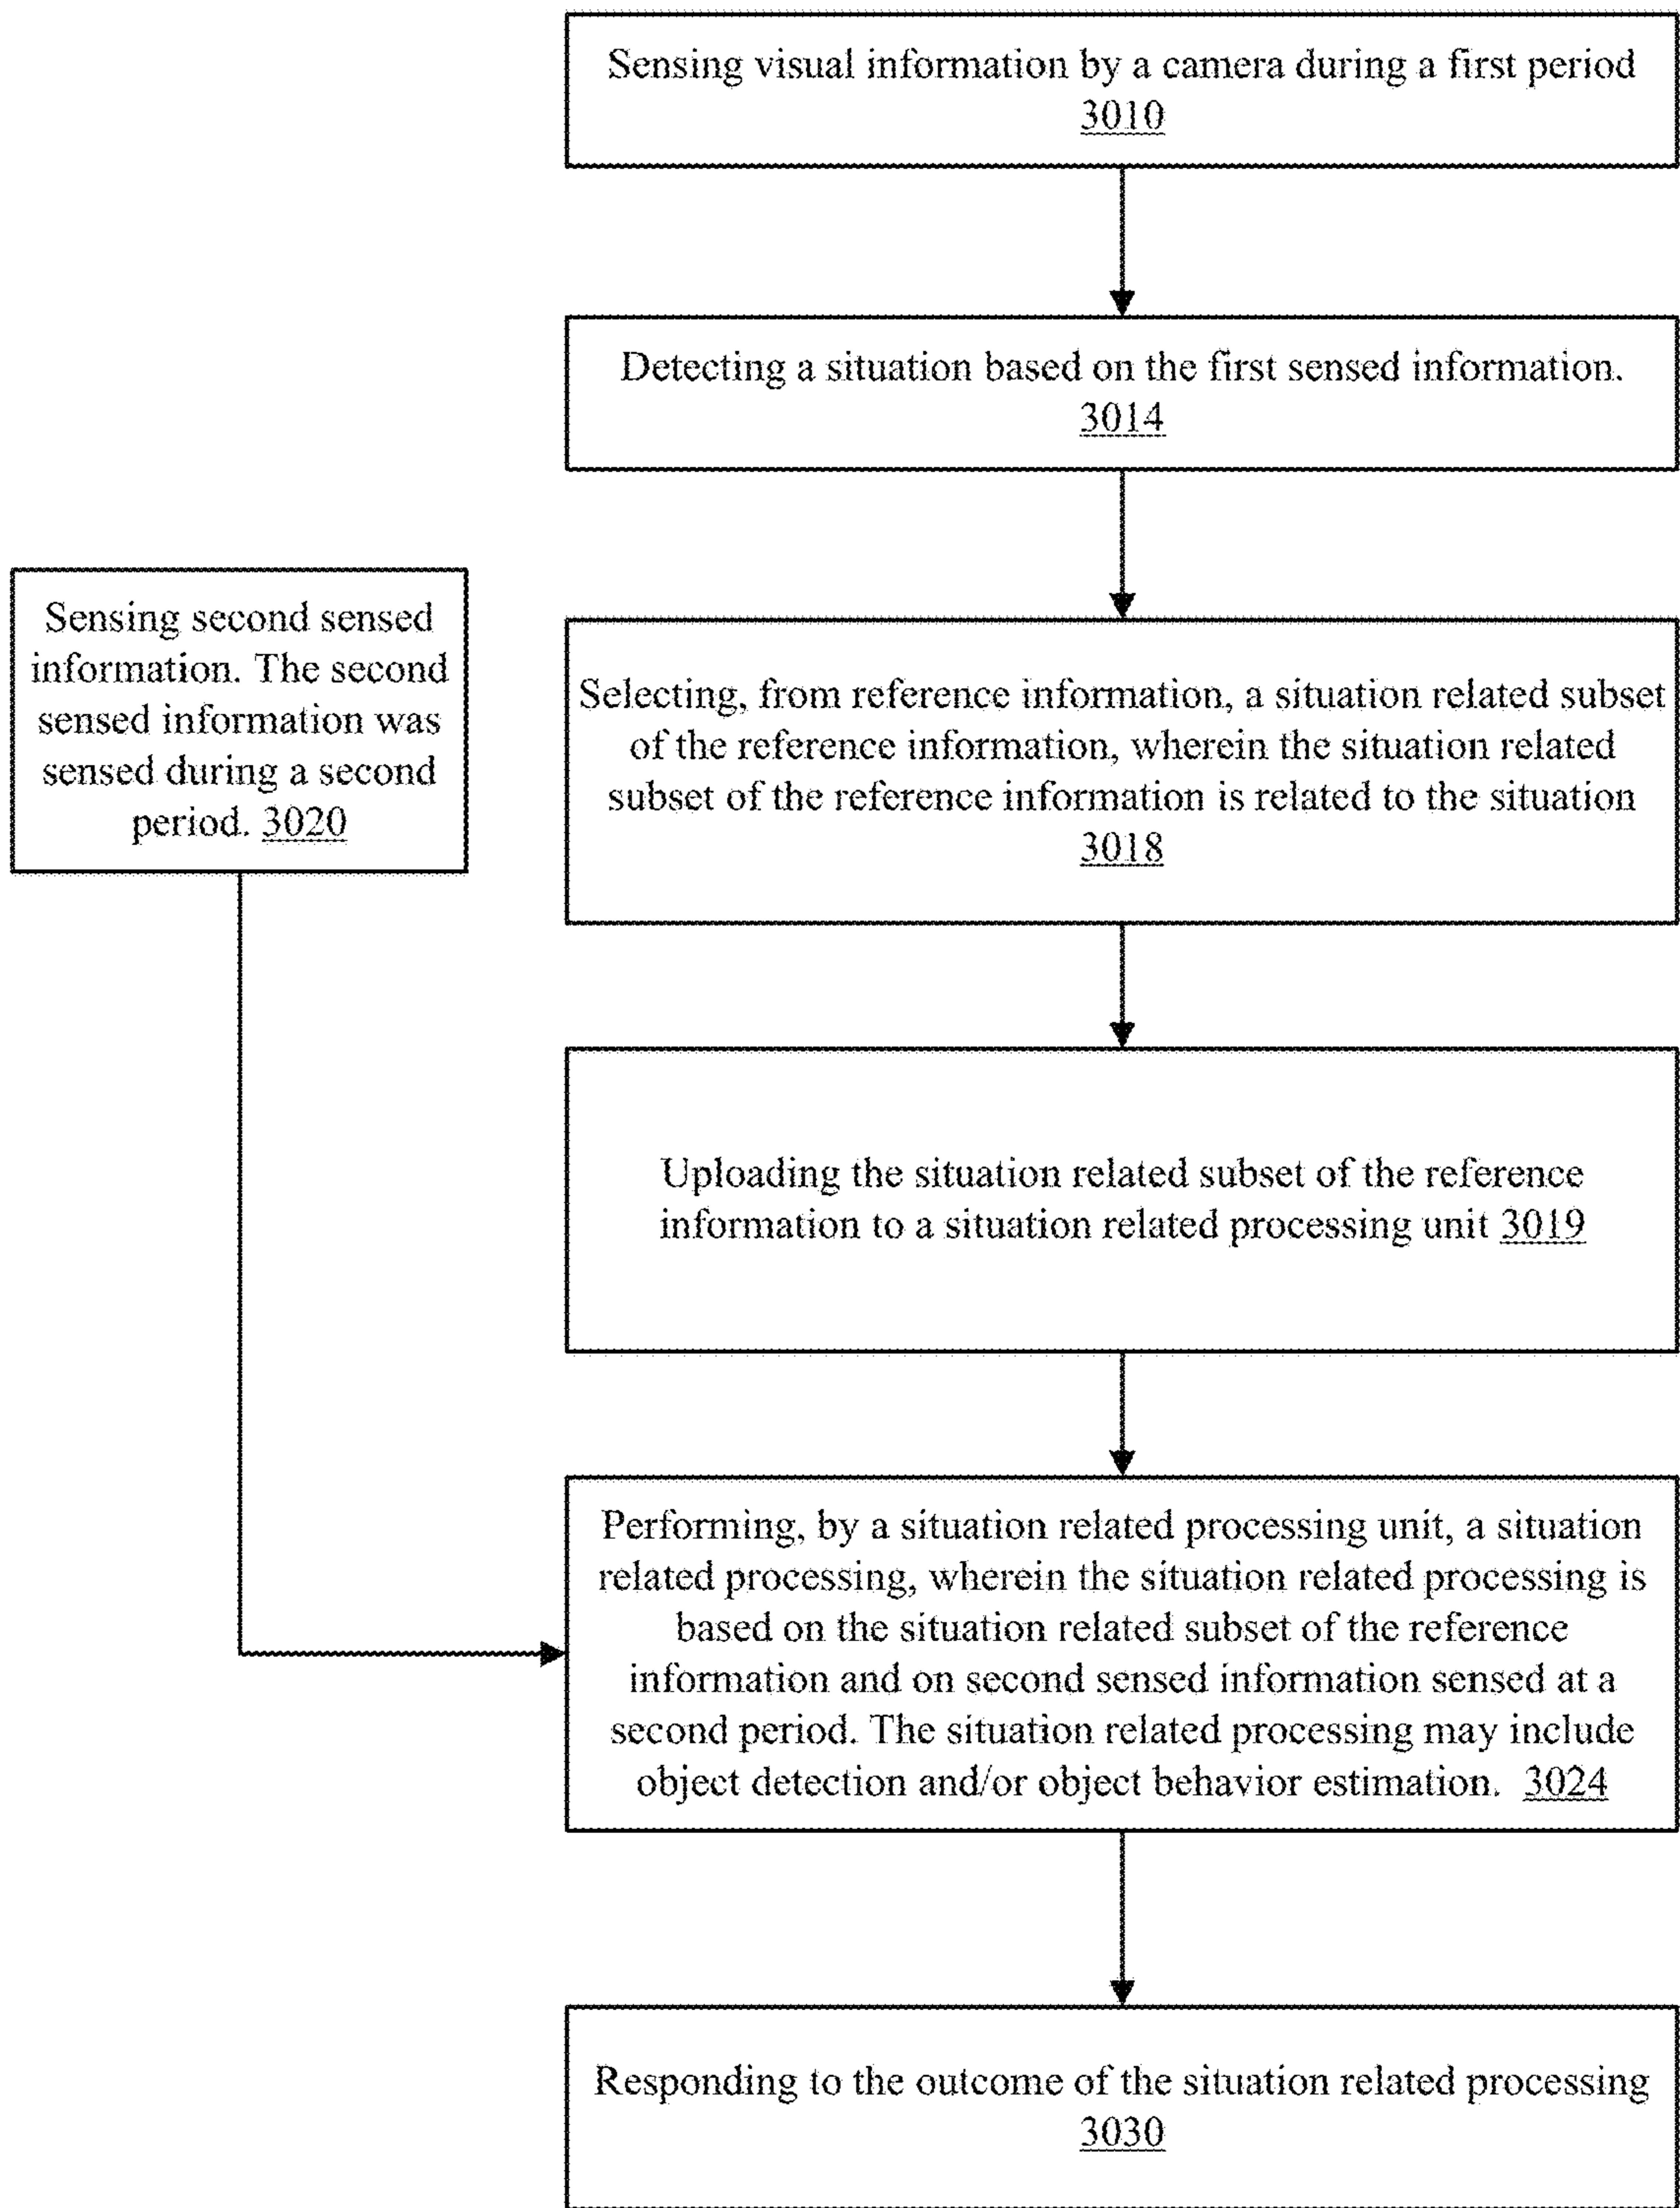 Sensing visual information by a camera during a first period
3010
Detecting a situation based on the first sensed information.
3014
Sensing second sensed
information. The second
sensed information was
sensed during a second
period. 3020
Selecting, from reference information, a situation related subset
of the reference information, wherein the situation related
subset of the reference information is related to the situation
3018
Uploading the situation related subset of the reference
information to a situation related processing unit 3019
Performing, by a situation related processing unit, a situation
related processing, wherein the situation related processing is
based on the situation related subset of the reference
information and on second sensed information sensed at a
second period. The situation related processing may include
object detection and/or object behavior estimation. 3024
Responding to the outcome of the situation related processing
3030